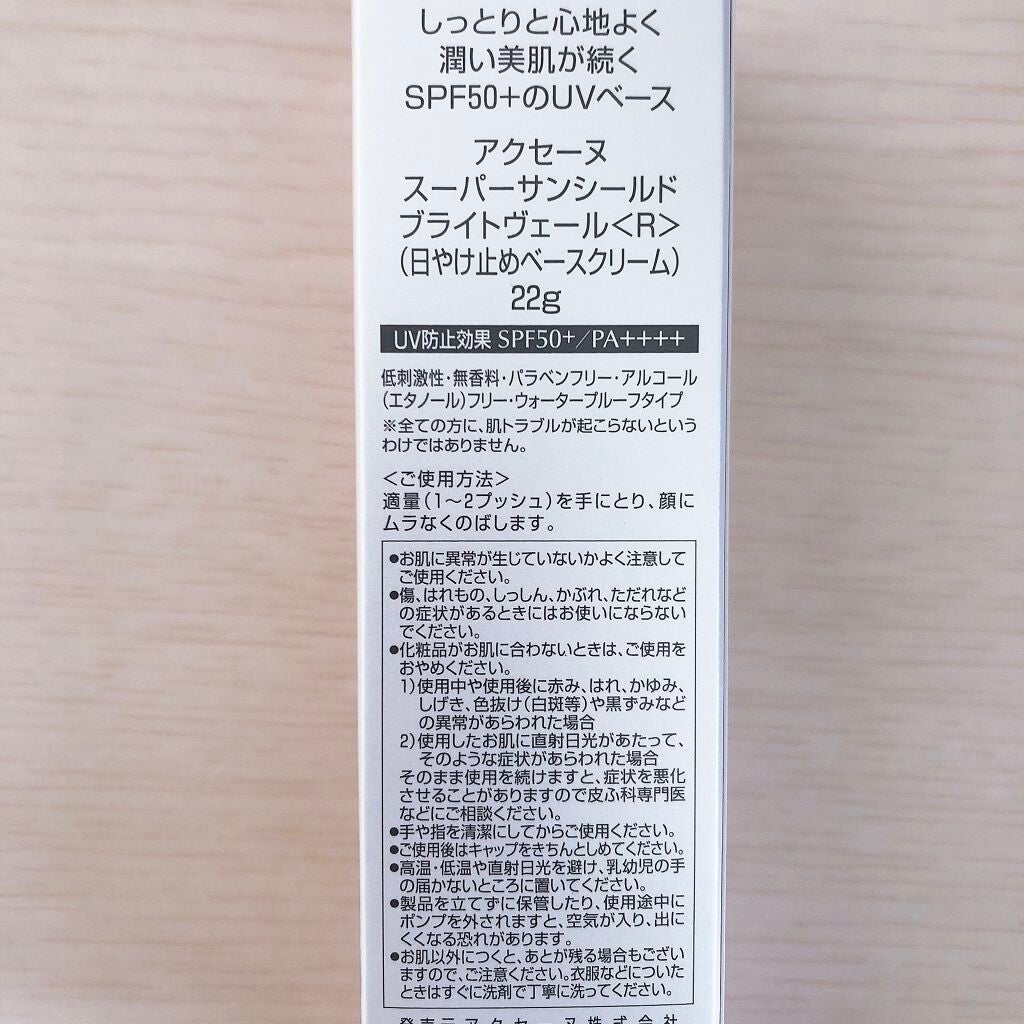 しっとりと心地よく
潤い美肌が続く
SPF50+のUVベース
アクセーヌ
スーパーサンシールド
ブライトヴェール<R>
(日やけ止めベースクリーム)
22g
UV防止効果 SPF50+/PA++++
低刺激性・無香料・パラベンフリー・アルコール
(エタノール)フリー・ウォータープルーフタイプ
※全ての方に、肌トラブルが起こらないという
わけではありません。
<ご使用方法>
適量(1〜2プッシュ)を手にとり、顔に
ムラなくのばします。
●お肌に異常が生じていないかよく注意して
ご使用ください。
●傷、はれもの、しっしん、かぶれ、ただれなど
の症状があるときにはお使いにならない
でください。
●化粧品がお肌に合わないときは、ご使用を
おやめください。
1)使用中や使用後に赤み、はれ、かゆみ、
しげき、色抜け(白斑等)や黒ずみなど
の異常があらわれた場合
2)使用したお肌に直射日光があたって、
そのような症状があらわれた場合
そのまま使用を続けますと、症状を悪化
させることがありますので皮ふ科専門医
などにご相談ください。
●手や指を清潔にしてからご使用ください。
●ご使用後はキャップをきちんとしめてください。
●高温・低温や直射日光を避け、乳幼児の手
の届かないところに置いてください。
●製品を立てずに保管したり、使用途中に
ポンプを外されますと、空気が入り、出に
くくなる恐れがあります。
●お肌以外につくと、あとが残る場合もござい
ますので、ご注意ください。衣服などについた
ときはすぐに洗剤で丁寧に洗ってください。
発売元アクセーヌ株式会社